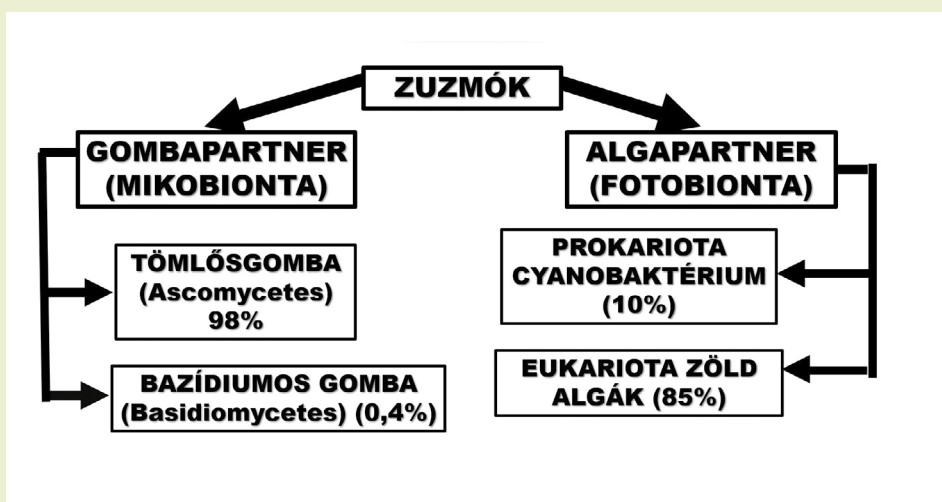 ZUZMÓK
GOMBAPARTNER
(MIKOBIONTA)
TÖMLŐSGOMBA
(Ascomycetes)
98%
BAZÍDIUMOS GOMBA
(Basidiomycetes) (0,4%)
ALGAPARTNER
(FOTOBIONTA)
PROKARIOTA
CYANOBAKTÉRIUM
(10%)
EUKARIOTA ZÖLD
ALGÁK (85%)